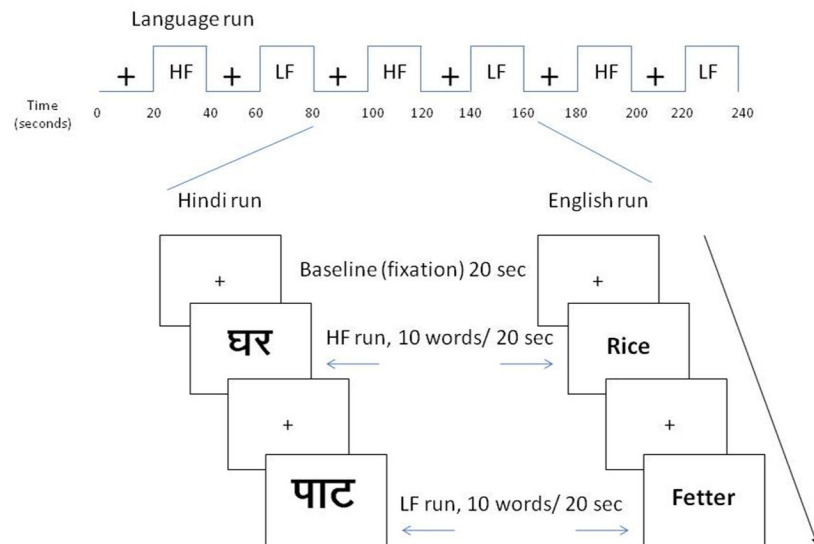 Language run
+ HF + LF + HF + LF + HF + LF
Time
(seconds)
0 20 40 60 80 100 120 140 160 180 200 220 240
Hindi run English run
+ Baseline (fixation) 20 sec +
घर HF run, 10 words/ 20 sec Rice
+ +
पाट LF run, 10 words/ 20 sec Fetter